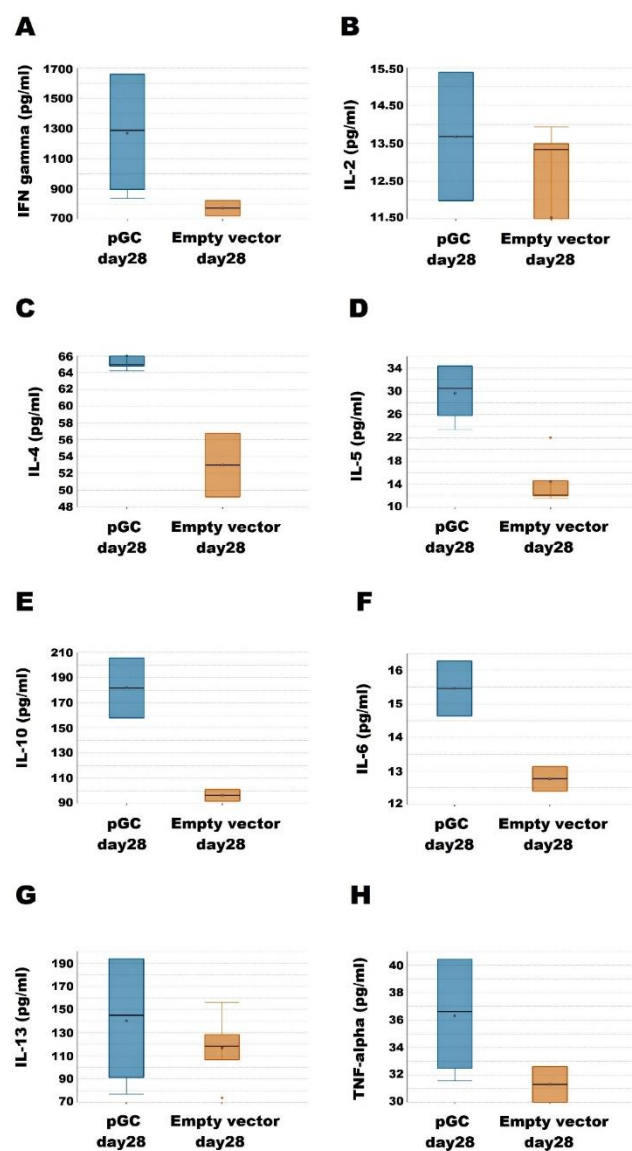 A
B
IFN gamma (pg/ml)
1700
1500
1300
1100
900
700
pGC
day28
Empty vector
day28
IL-2 (pg/ml)
15.50
13.50
12.50
11.50
pGC
day28
Empty vector
day28
C
D
IL-4 (pg/ml)
66
64
62
60
56
54
52
50
48
pGC
day28
Empty vector
day28
IL-5 (pg/ml)
34
30
26
22
18
14
10
pGC
day28
Empty vector
day28
E
F
IL-10 (pg/ml)
210
190
170
150
130
110
90
pGC
day28
Empty vector
day28
IL-6 (pg/ml)
16
15
13
12
pGC
day28
Empty vector
day28
G
H
IL-13 (pg/ml)
190
150
130
110
90
70
pGC
day28
Empty vector
day28
TNF-alpha (pg/ml)
40
38
36
32
30
pGC
day28
Empty vector
day28